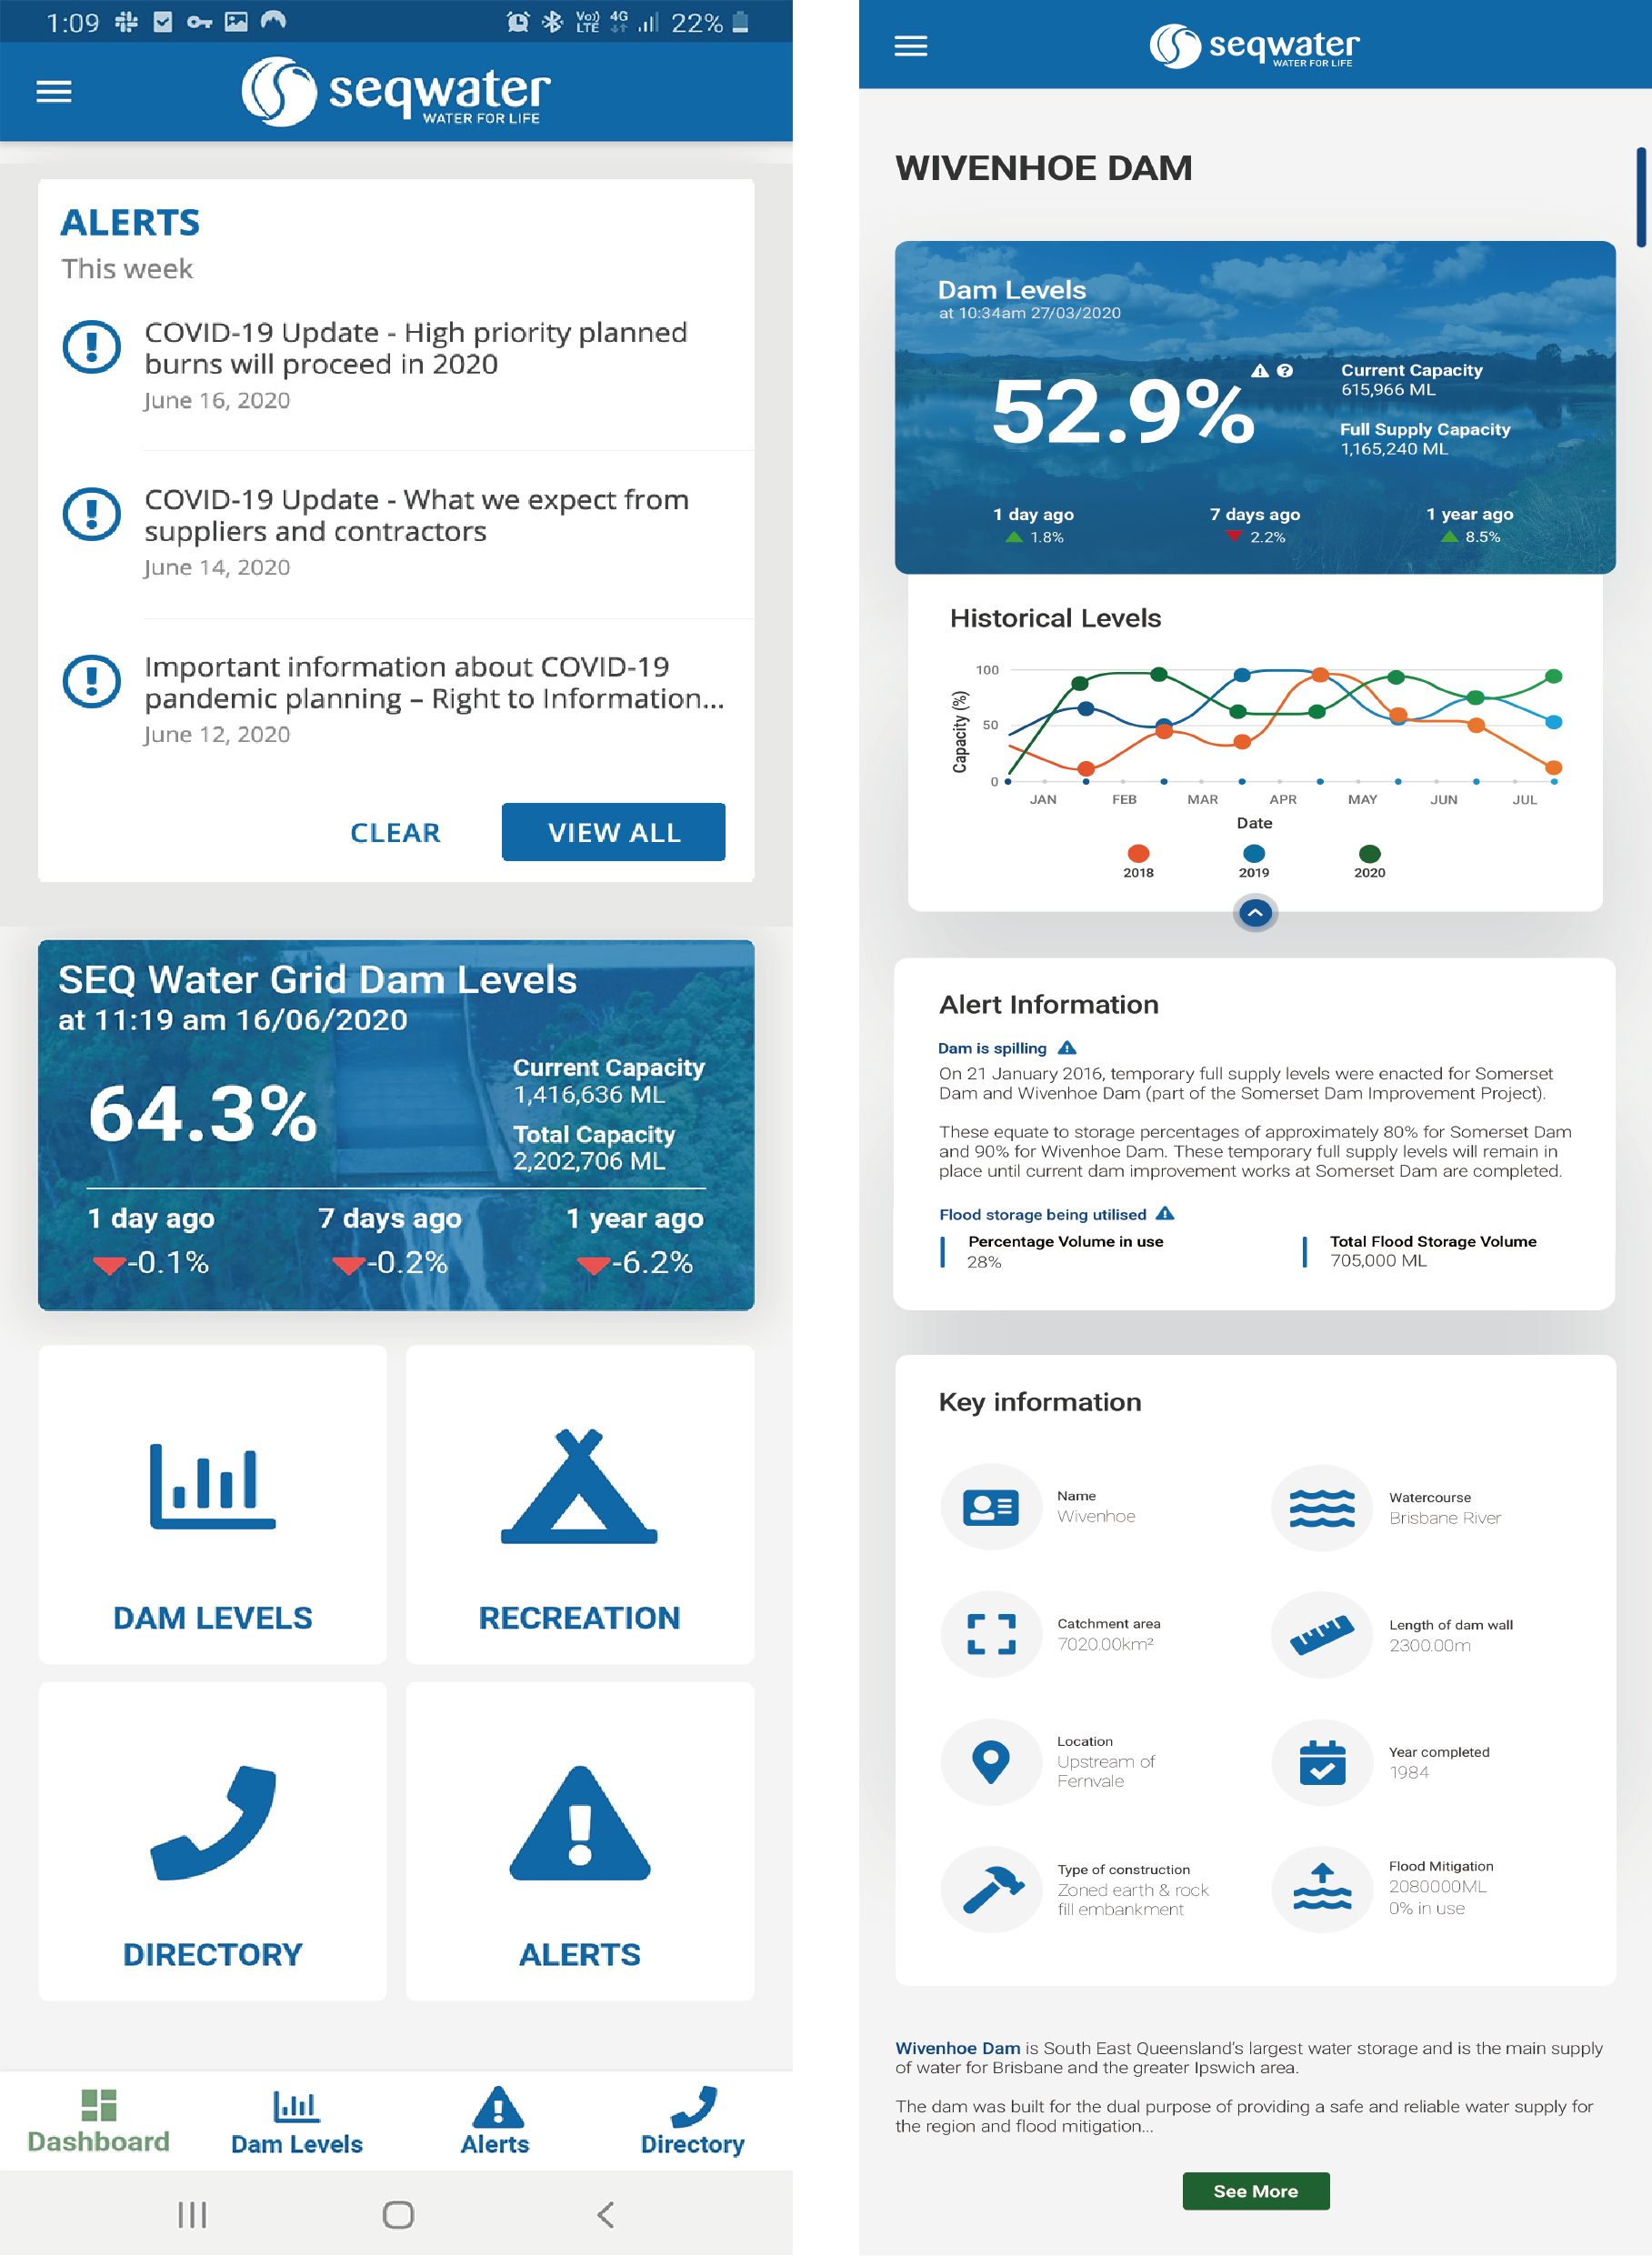 1:09
Vo))
LTE
4G
22%
seqwater
WATER FOR LIFE
ALERTS
This week
COVID-19 Update - High priority planned
burns will proceed in 2020
June 16, 2020
COVID-19 Update - What we expect from
suppliers and contractors
June 14, 2020
Important information about COVID-19
pandemic planning – Right to Information...
June 12, 2020
CLEAR
VIEW ALL
SEQ Water Grid Dam Levels
at 11:19 am 16/06/2020
64.3%
Current Capacity
1,416,636 ML
Total Capacity
2,202,706 ML
1 day ago 7 days ago 1 year ago
-0.1% -0.2% -6.2%
DAM LEVELS
RECREATION
DIRECTORY
ALERTS
Dashboard Dam Levels Alerts Directory
seqwater
WATER FOR LIFE
WIVENHOE DAM
Dam Levels
at 10:34am 27/03/2020
52.9%
Current Capacity
615,966 ML
Full Supply Capacity
1,165,240 ML
1 day ago 7 days ago 1 year ago
1.8% 2.2% 8.5%
Historical Levels
Capacity (%)
100
50
0
JAN FEB MAR APR MAY JUN JUL
Date
2018 2019 2020
Alert Information
Dam is spilling
On 21 January 2016, temporary full supply levels were enacted for Somerset
Dam and Wivenhoe Dam (part of the Somerset Dam Improvement Project).
These equate to storage percentages of approximately 80% for Somerset Dam
and 90% for Wivenhoe Dam. These temporary full supply levels will remain in
place until current dam improvement works at Somerset Dam are completed.
Flood storage being utilised
Percentage Volume in use
28%
Total Flood Storage Volume
705,000 ML
Key information
Name
Wivenhoe
Watercourse
Brisbane River
Catchment area
7020.00km²
Length of dam wall
2300.00m
Location
Upstream of
Fernvale
Year completed
1984
Type of construction
Zoned earth & rock
fill embankment
Flood Mitigation
2080000ML
0% in use
Wivenhoe Dam is South East Queensland's largest water storage and is the main supply
of water for Brisbane and the greater Ipswich area.
The dam was built for the dual purpose of providing a safe and reliable water supply for
the region and flood mitigation...
See More